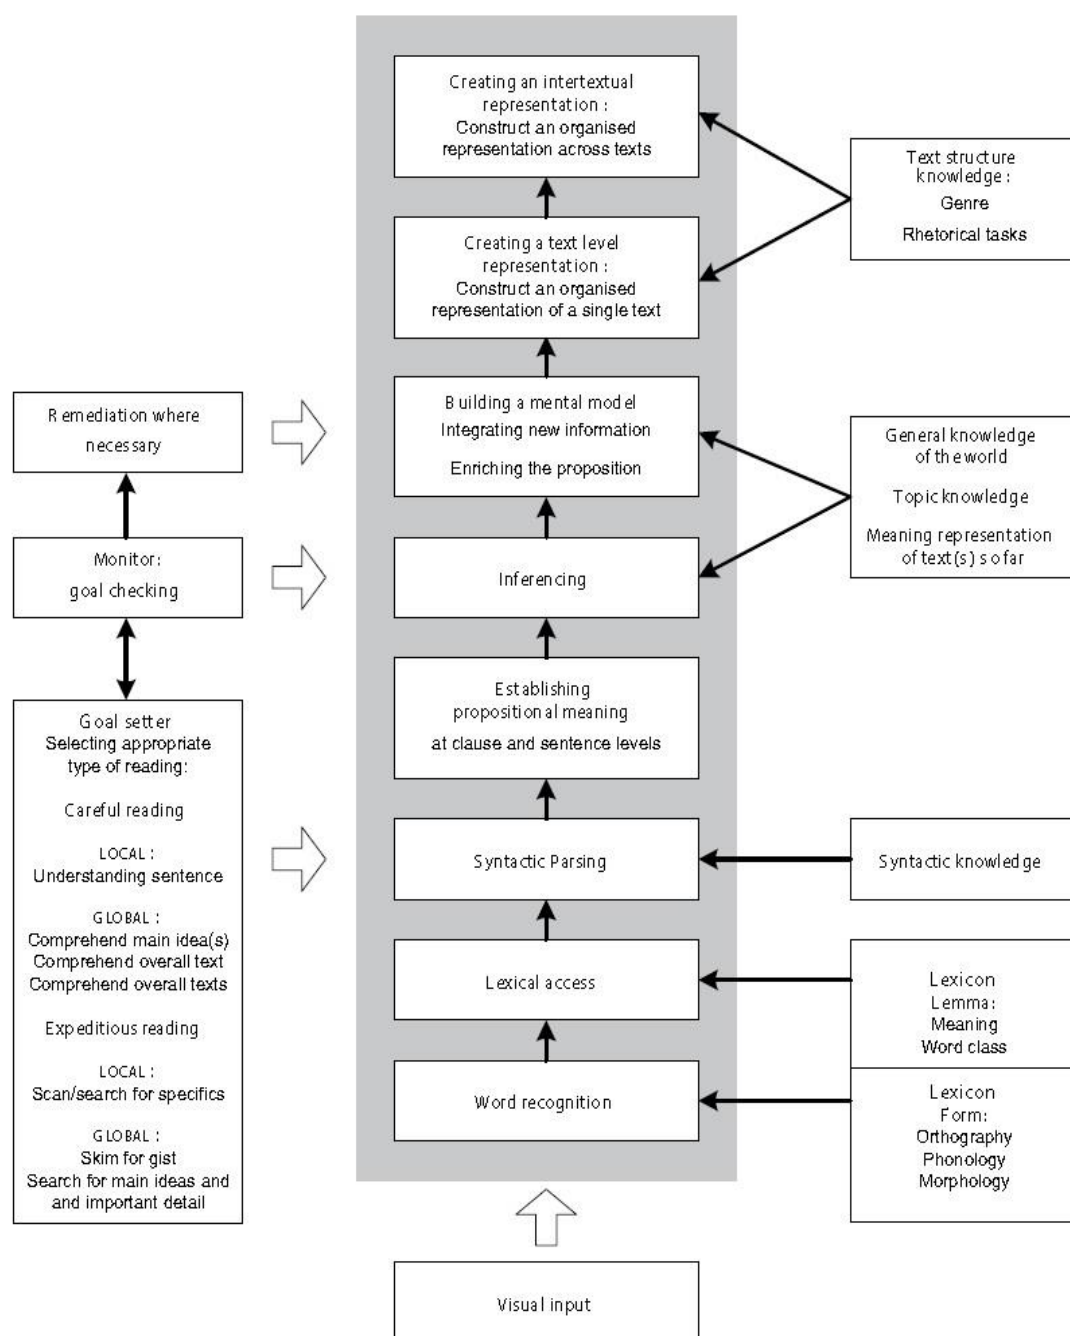 Creating an intertextual
representation :
Construct an organised
representation across texts
Text structure
knowledge :
Genre
Rhetorical tasks
Creating a text level
representation :
Construct an organised
representation of a single text
Remediation where
necessary
Building a mental model
Integrating new information
Enriching the proposition
General knowledge
of the world
Topic knowledge
Meaning representation
of text(s) so far
Monitor:
goal checking
Inferencing
Establishing
propositional meaning
at clause and sentence levels
Goal setter
Selecting appropriate
type of reading:
Careful reading
LOCAL :
Understanding sentence
GLOBAL :
Comprehend main idea(s)
Comprehend overall text
Comprehend overall texts
Expeditious reading
LOCAL :
Scan/search for specifics
GLOBAL :
Skim for gist
Search for main ideas and
and important detail
Syntactic Parsing
Syntactic knowledge
Lexical access
Lexicon
Lemma:
Meaning
Word class
Word recognition
Lexicon
Form:
Orthography
Phonology
Morphology
Visual input